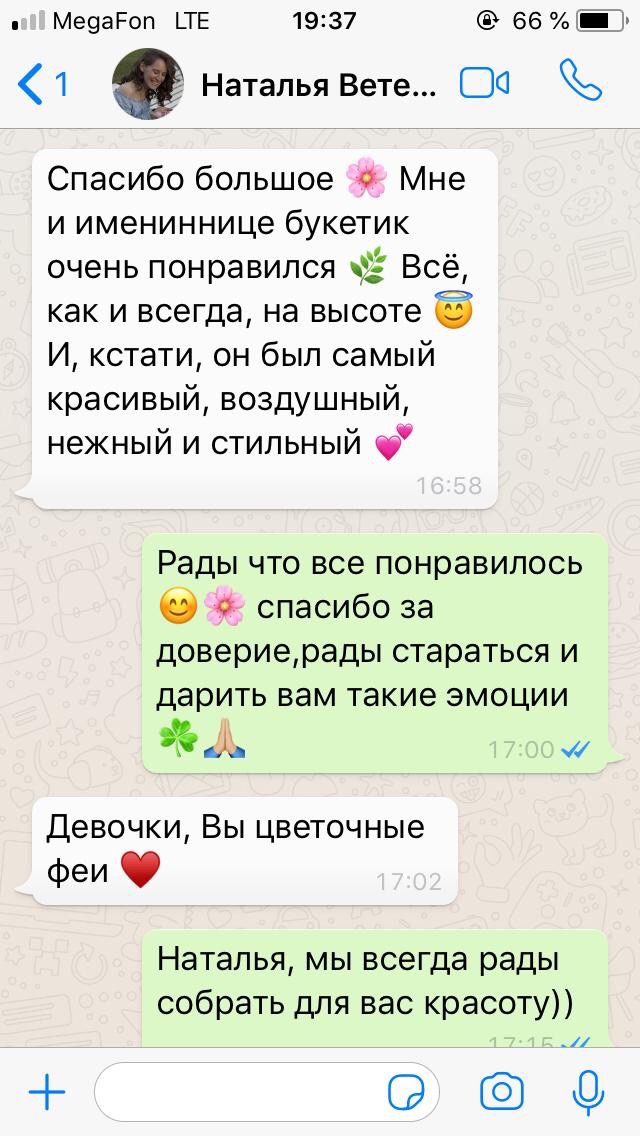 MegaFon LTE 19:37 66 %
1 Наталья Вете...
Спасибо большое 🌸 Мне
и имениннице букетик
очень понравился 🌿 Всё,
как и всегда, на высоте 😇
И, кстати, он был самый
красивый, воздушный,
нежный и стильный 💕
16:58
Рады что все понравилось
😊🌸 спасибо за
доверие,рады стараться и
дарить вам такие эмоции
☘️🙏🏼 17:00
Девочки, Вы цветочные
феи ♥️ 17:02
Наталья, мы всегда рады
собрать для вас красоту))
17:15